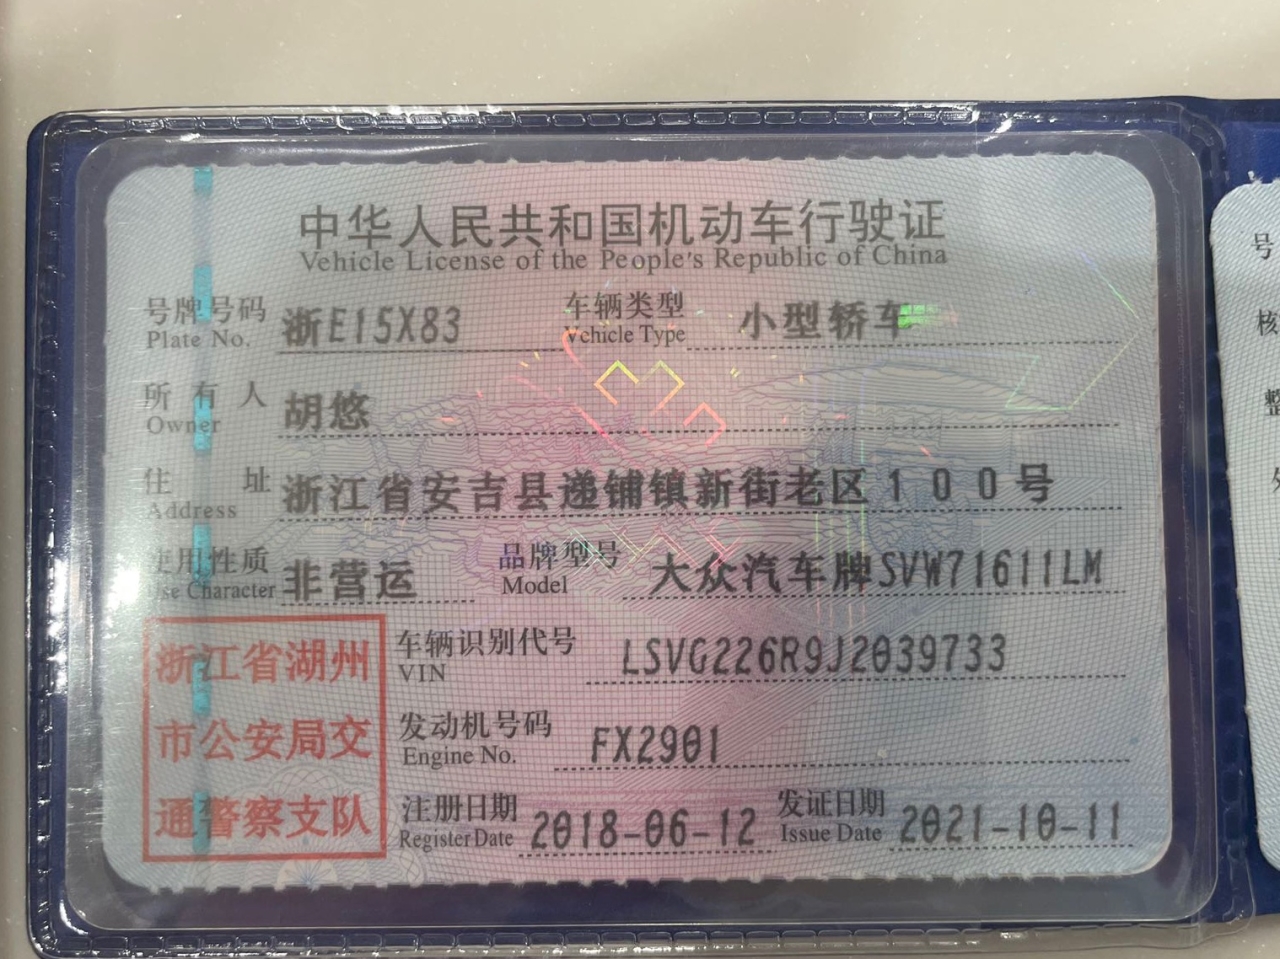 中华人民共和国机动车行驶证
Vehicle License of the People's Republic of China
号牌号码 浙E15X83 车辆类型 小型轿车
Plate No. Vehicle Type
所有人 胡悠
Owner
住址 浙江省安吉县递铺镇新街老区100号
Address
使用性质 非营运 品牌型号 大众汽车牌SVW71611LM
Use Character Model
浙江省湖州
市公安局交
通警察支队
车辆识别代号 LSVG226R9J2039733
VIN
发动机号码 FX2901
Engine No.
注册日期 2018-06-12 发证日期 2021-10-11
Register Date Issue Date
号
核
整